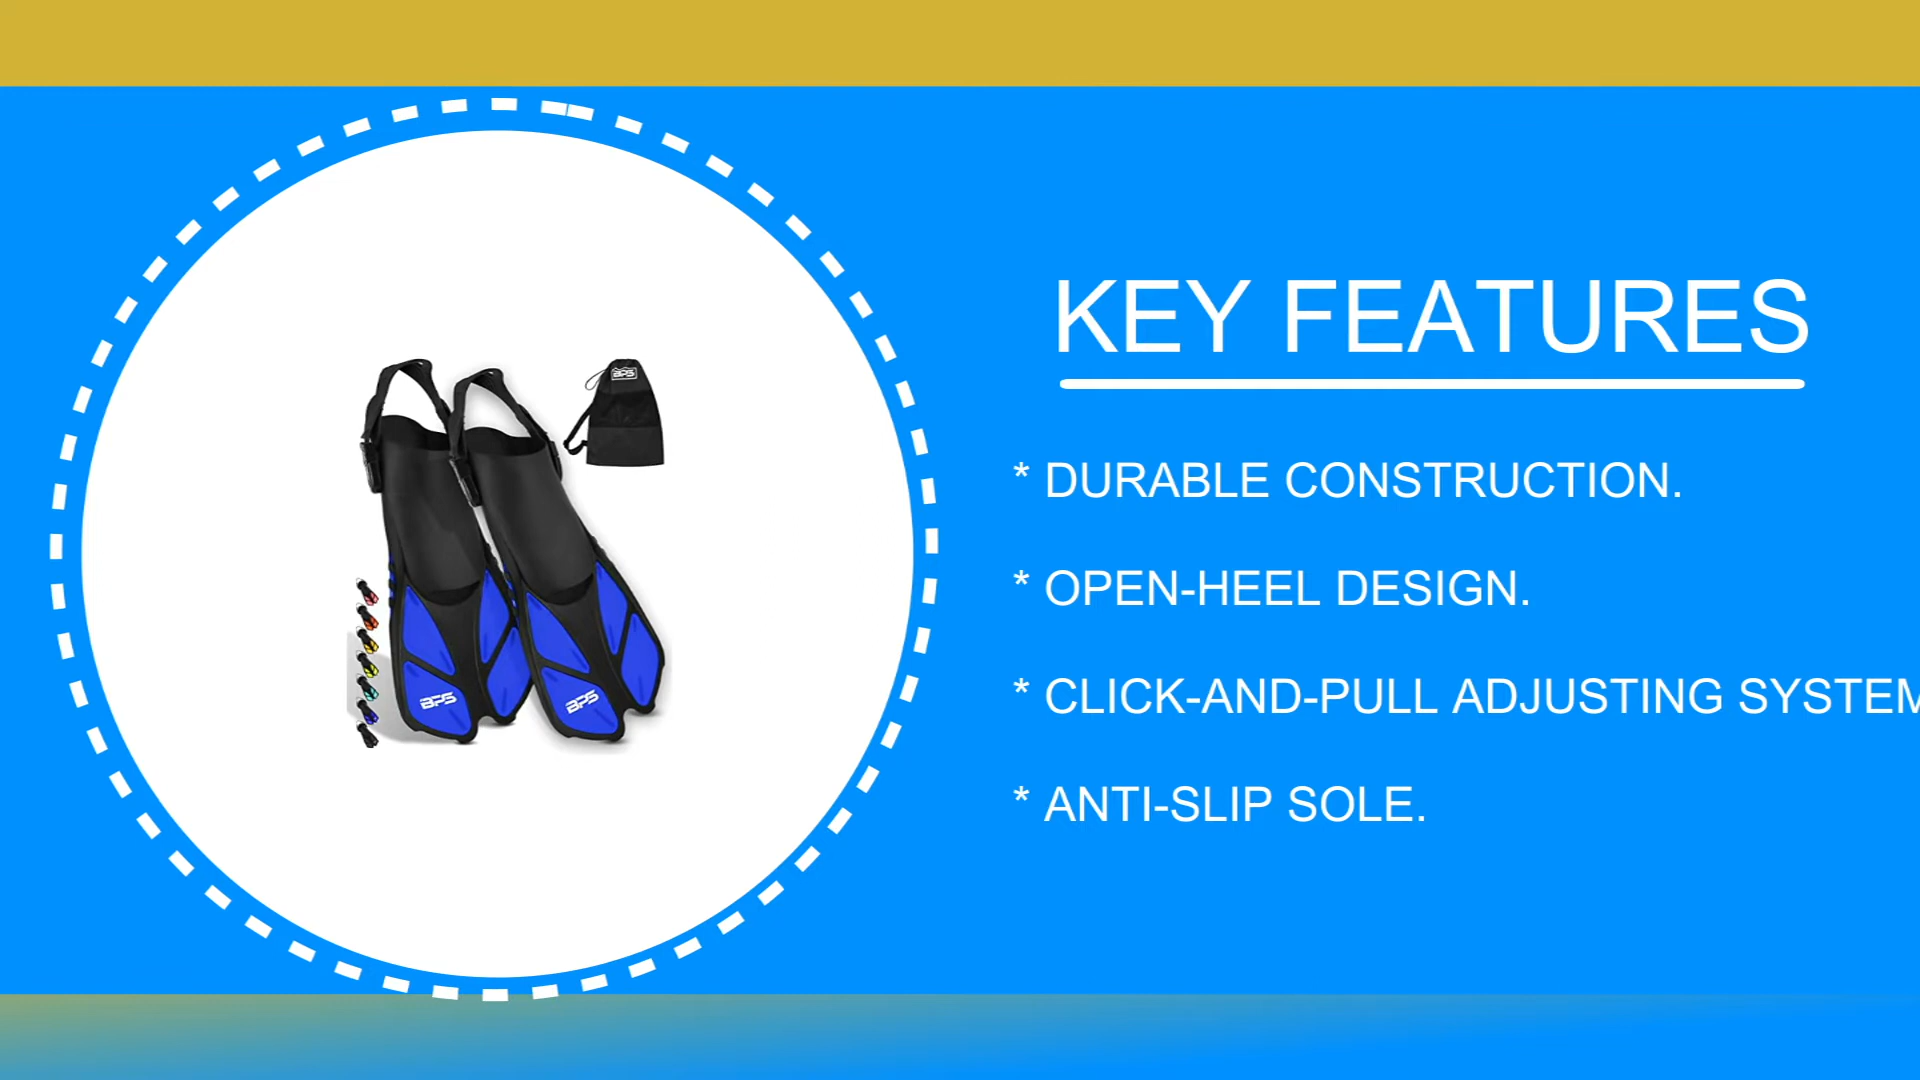 KEY FEATURES
* DURABLE CONSTRUCTION.
* OPEN-HEEL DESIGN.
* CLICK-AND-PULL ADJUSTING SYSTEM
* ANTI-SLIP SOLE.
BPS
BPS
BPS